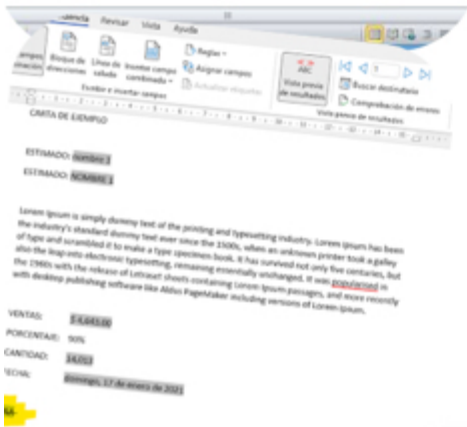 Revisar Vista Ayuda
Bloque de direcciones
Línea de saludo
Insertar campo combinado
Reglas
Asignar campos
Actualizar etiquetas
Escribir e insertar campos
ABC
Vista previa de resultados
1
Buscar destinatario
Comprobación de errores
Vista previa de resultados
CARTA DE EJEMPLO
ESTIMADO: nombre 1
ESTIMADO: NOMBRE 1
Lorem Ipsum is simply dummy text of the printing and typesetting industry. Lorem Ipsum has been
the industry's standard dummy text ever since the 1500s, when an unknown printer took a galley
of type and scrambled it to make a type specimen book. It has survived not only five centuries, but
also the leap into electronic typesetting, remaining essentially unchanged. It was popularised in
the 1960s with the release of Letraset sheets containing Lorem Ipsum passages, and more recently
with desktop publishing software like Aldus PageMaker including versions of Lorem Ipsum.
VENTAS: $ 4,643.00
PORCENTAJE: 90%
CANTIDAD: 14,013
FECHA: domingo, 17 de enero de 2021